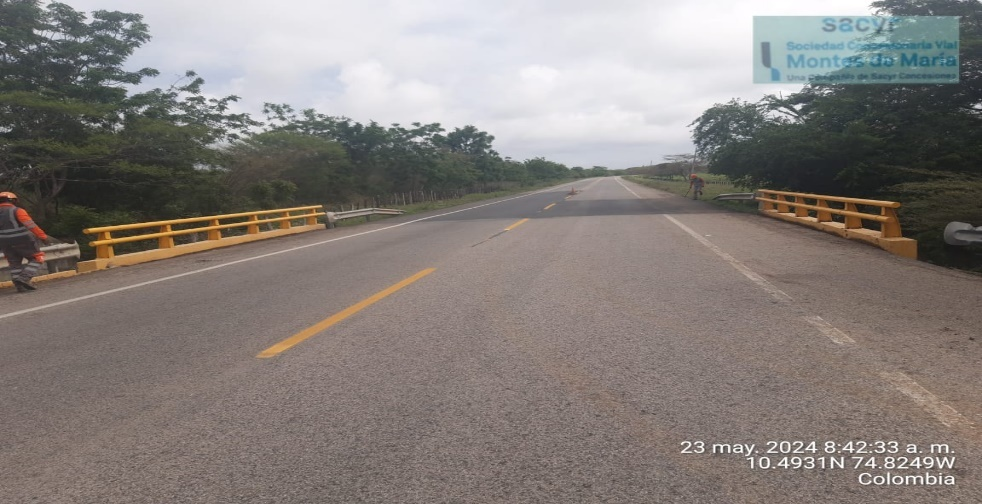 sacyr
Sociedad Concesionaria Vial
Montes de María
Una Compañía de Sacyr Concesiones
23 may. 2024 8:42:33 a. m.
10.4931N 74.8249W
Colombia